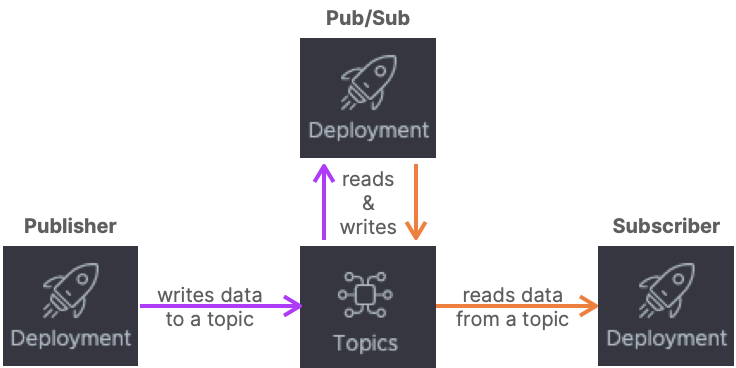 Pub/Sub
Deployment
reads
&
writes
Publisher
Subscriber
Deployment
writes data
to a topic
Topics
reads data
from a topic
Deployment